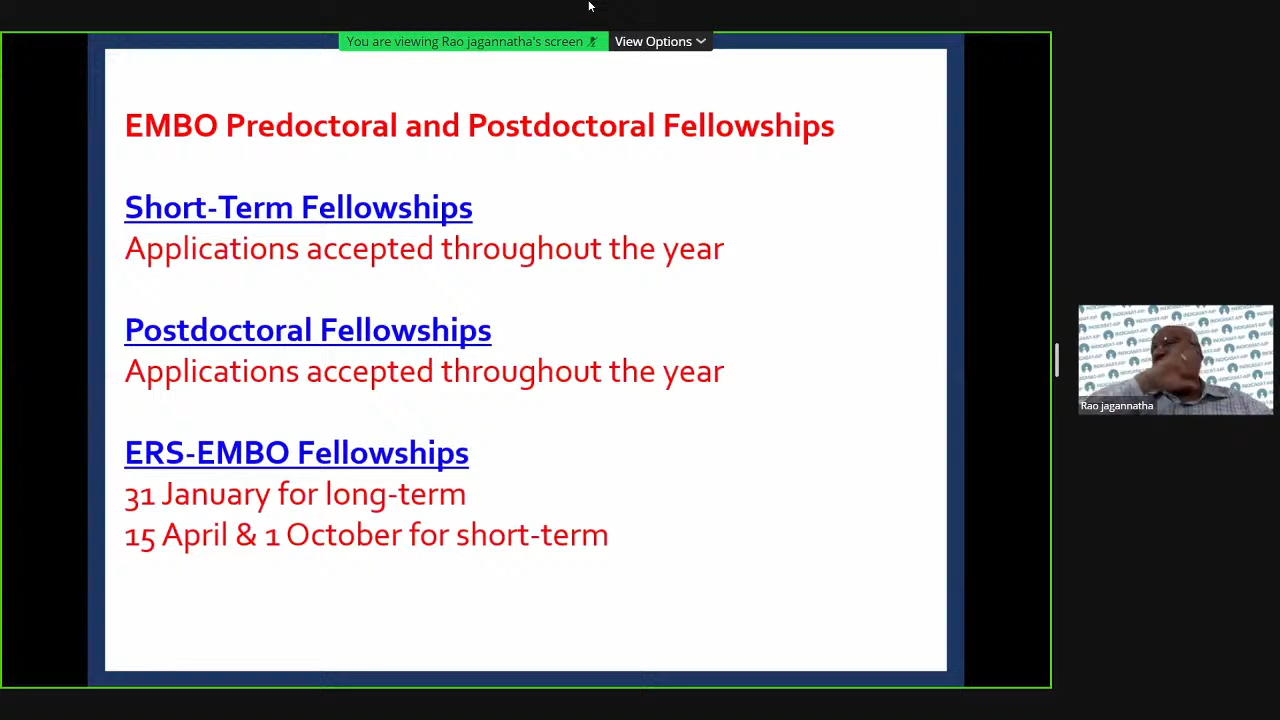 You are viewing Rao jagannatha's screen
View Options
EMBO Predoctoral and Postdoctoral Fellowships
Short-Term Fellowships
Applications accepted throughout the year
Postdoctoral Fellowships
Applications accepted throughout the year
ERS-EMBO Fellowships
31 January for long-term
15 April & 1 October for short-term
INDICASAT-AIP
Rao jagannatha